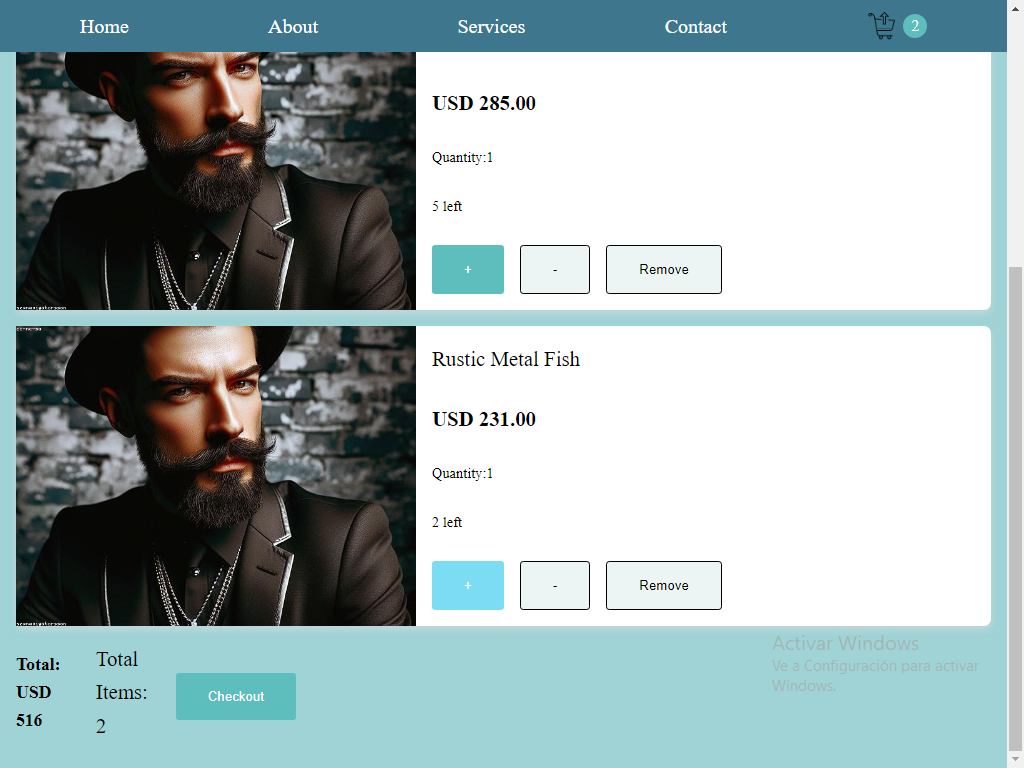 Home About Services Contact 2
USD 285.00
Quantity:1
5 left
+ - Remove
Rustic Metal Fish
USD 231.00
Quantity:1
2 left
+ - Remove
Total:
USD
516
Total
Items:
2
Checkout
Activar Windows
Ve a Configuración para activar
Windows.